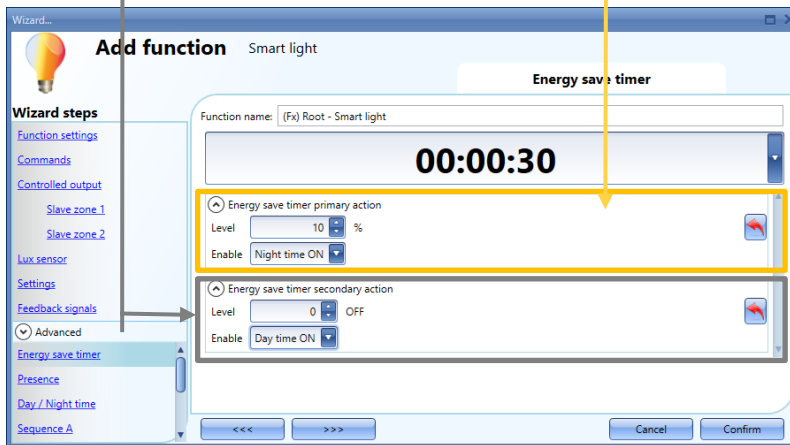 Wizard...
Add function Smart light
Energy save timer
Wizard steps
Function settings
Commands
Controlled output
Slave zone 1
Slave zone 2
Lux sensor
Settings
Feedback signals
Advanced
Energy save timer
Presence
Day / Night time
Sequence A
Function name: (Fx) Root - Smart light
00:00:30
Energy save timer primary action
Level 10 %
Enable Night time ON
Energy save timer secondary action
Level 0 OFF
Enable Day time ON
<<< >>> Cancel Confirm